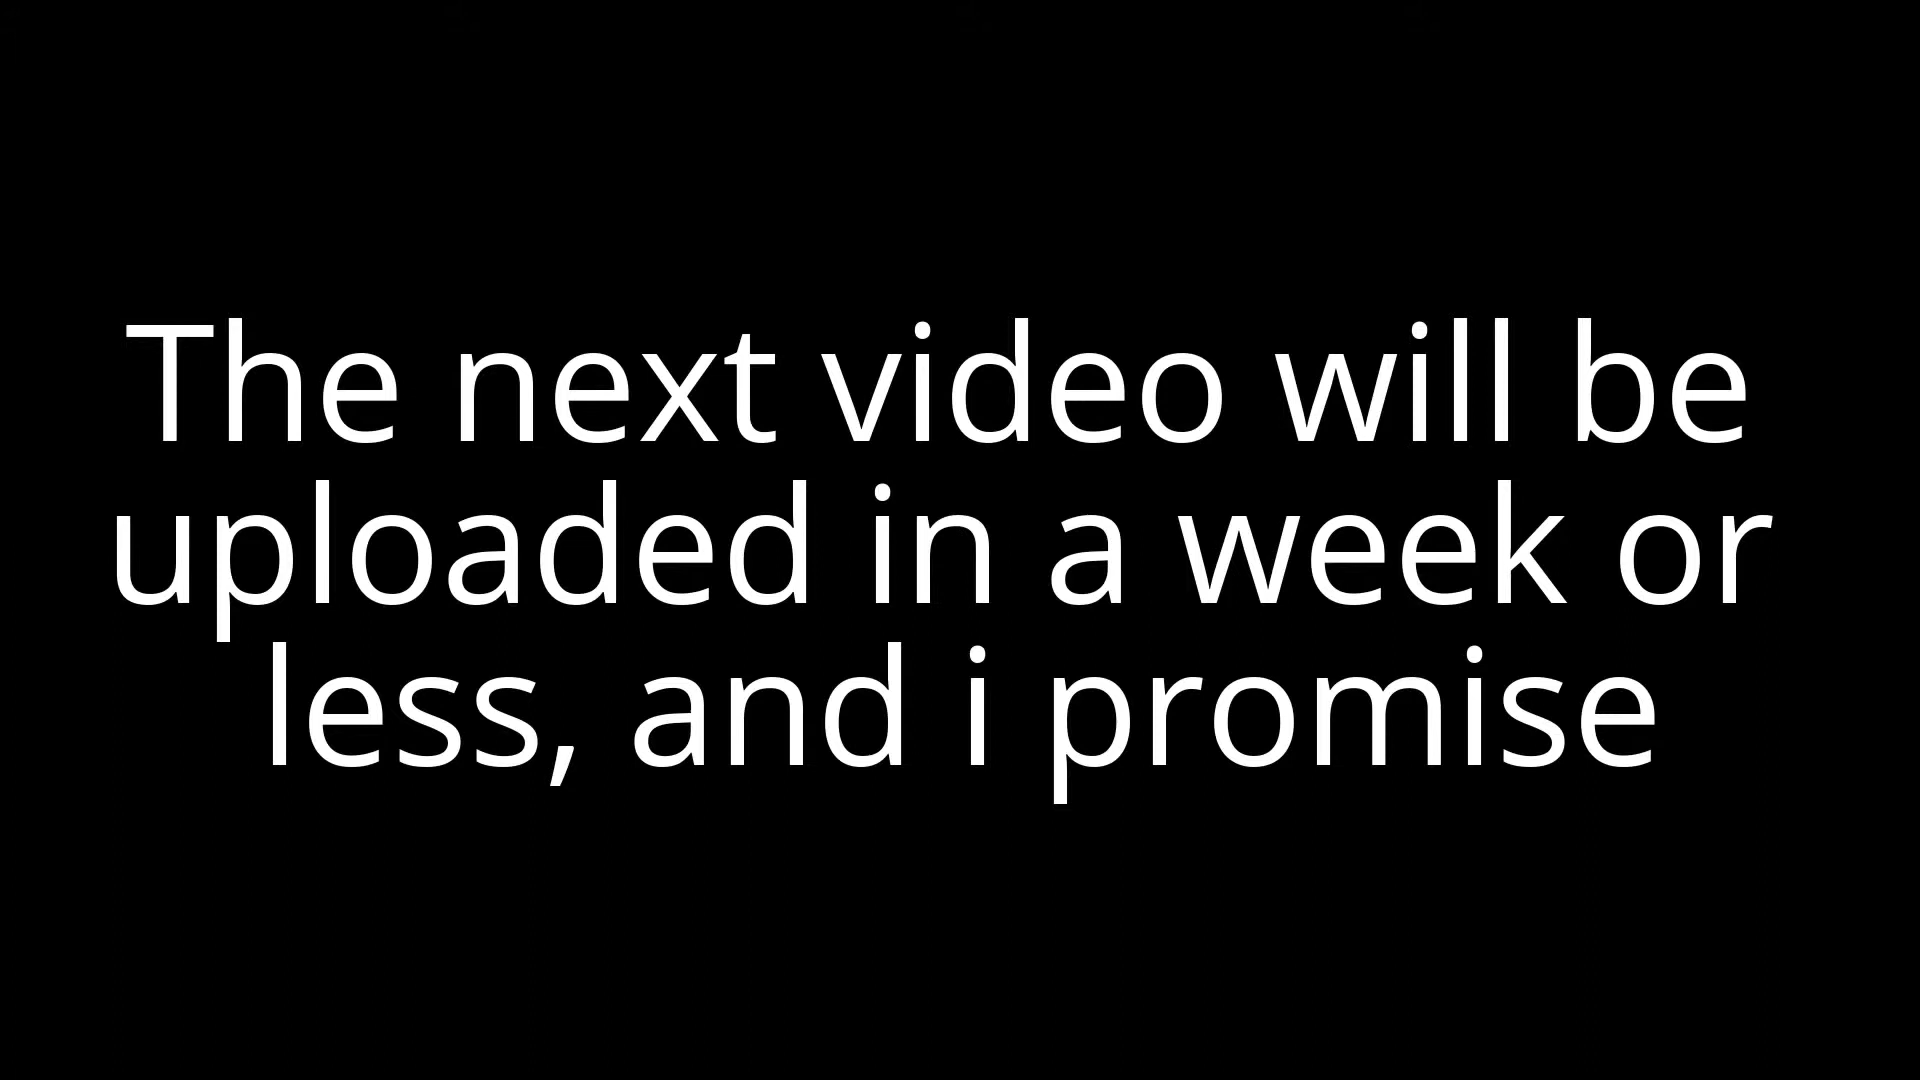 The next video will be
uploaded in a week or
less, and i promise